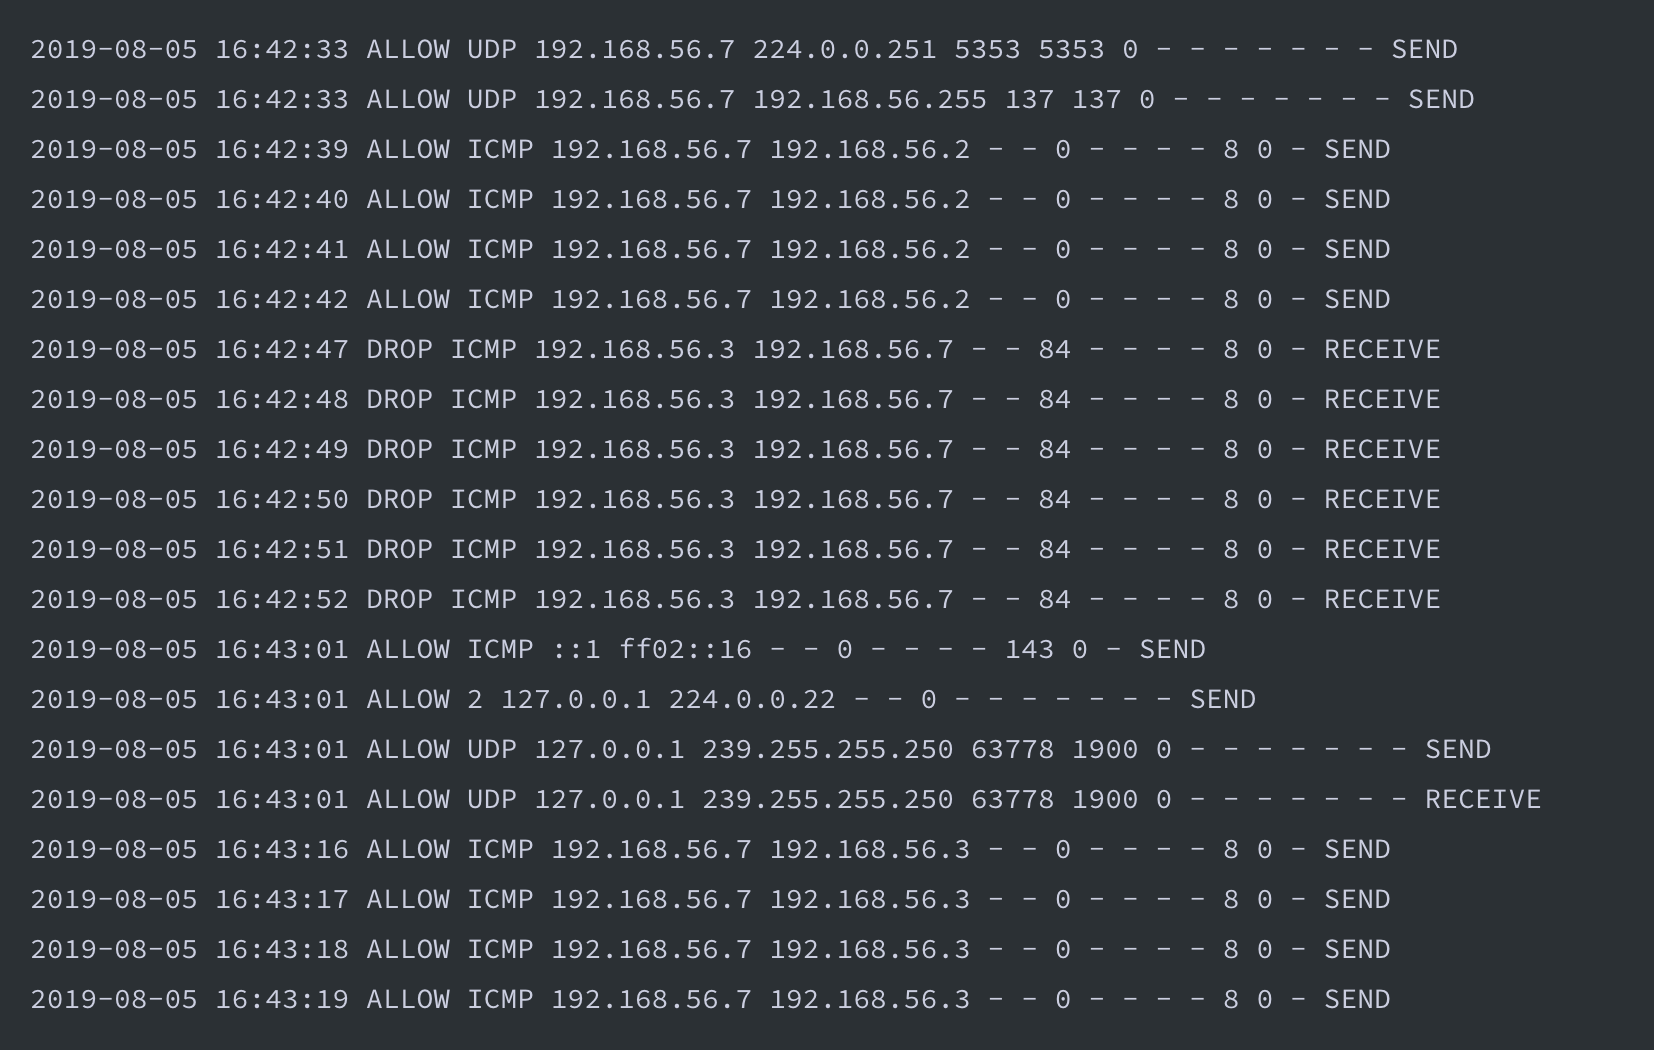 2019-08-05 16:42:33 ALLOW UDP 192.168.56.7 224.0.0.251 5353 5353 0 - - - - - - - SEND
2019-08-05 16:42:33 ALLOW UDP 192.168.56.7 192.168.56.255 137 137 0 - - - - - - - SEND
2019-08-05 16:42:39 ALLOW ICMP 192.168.56.7 192.168.56.2 - - 0 - - - - 8 0 - SEND
2019-08-05 16:42:40 ALLOW ICMP 192.168.56.7 192.168.56.2 - - 0 - - - - 8 0 - SEND
2019-08-05 16:42:41 ALLOW ICMP 192.168.56.7 192.168.56.2 - - 0 - - - - 8 0 - SEND
2019-08-05 16:42:42 ALLOW ICMP 192.168.56.7 192.168.56.2 - - 0 - - - - 8 0 - SEND
2019-08-05 16:42:47 DROP ICMP 192.168.56.3 192.168.56.7 - - 84 - - - - 8 0 - RECEIVE
2019-08-05 16:42:48 DROP ICMP 192.168.56.3 192.168.56.7 - - 84 - - - - 8 0 - RECEIVE
2019-08-05 16:42:49 DROP ICMP 192.168.56.3 192.168.56.7 - - 84 - - - - 8 0 - RECEIVE
2019-08-05 16:42:50 DROP ICMP 192.168.56.3 192.168.56.7 - - 84 - - - - 8 0 - RECEIVE
2019-08-05 16:42:51 DROP ICMP 192.168.56.3 192.168.56.7 - - 84 - - - - 8 0 - RECEIVE
2019-08-05 16:42:52 DROP ICMP 192.168.56.3 192.168.56.7 - - 84 - - - - 8 0 - RECEIVE
2019-08-05 16:43:01 ALLOW ICMP ::1 ff02::16 - - 0 - - - - 143 0 - SEND
2019-08-05 16:43:01 ALLOW 2 127.0.0.1 224.0.0.22 - - 0 - - - - - - - SEND
2019-08-05 16:43:01 ALLOW UDP 127.0.0.1 239.255.255.250 63778 1900 0 - - - - - - - SEND
2019-08-05 16:43:01 ALLOW UDP 127.0.0.1 239.255.255.250 63778 1900 0 - - - - - - - RECEIVE
2019-08-05 16:43:16 ALLOW ICMP 192.168.56.7 192.168.56.3 - - 0 - - - - 8 0 - SEND
2019-08-05 16:43:17 ALLOW ICMP 192.168.56.7 192.168.56.3 - - 0 - - - - 8 0 - SEND
2019-08-05 16:43:18 ALLOW ICMP 192.168.56.7 192.168.56.3 - - 0 - - - - 8 0 - SEND
2019-08-05 16:43:19 ALLOW ICMP 192.168.56.7 192.168.56.3 - - 0 - - - - 8 0 - SEND